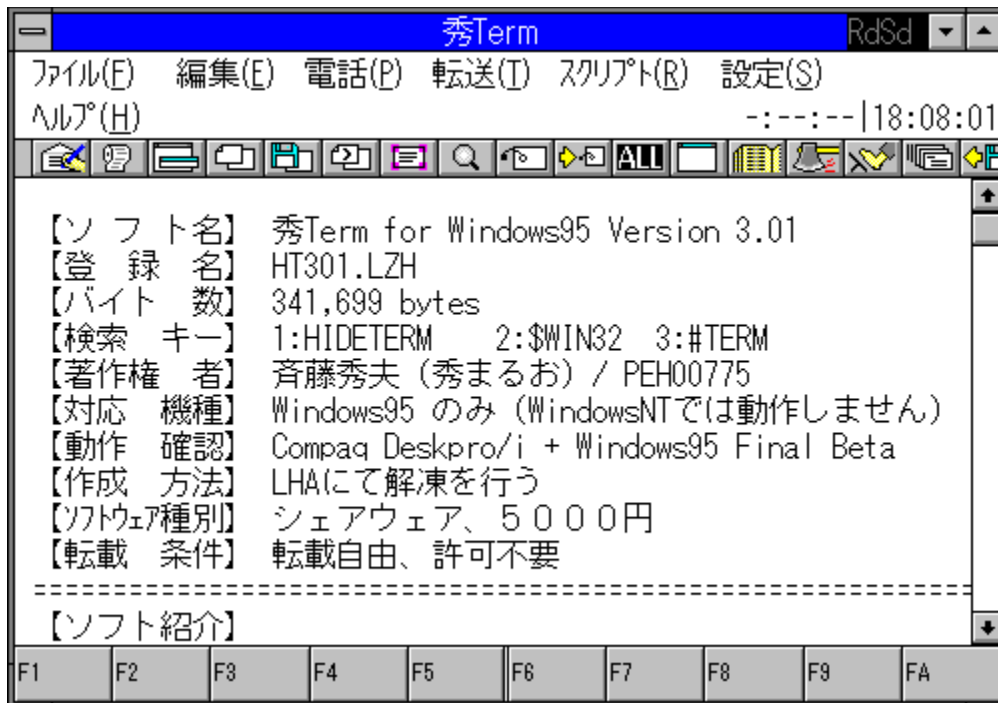 秀Term RdSd
ファイル(F) 編集(E) 電話(P) 転送(T) スクリプト(R) 設定(S)
ヘルプ(H) -:--:--|18:08:01
ALL
【ソ フ ト名】 秀Term for Windows95 Version 3.01
【登 録 名】 HT301.LZH
【バイト 数】 341,699 bytes
【検索 キー】 1:HIDETERM 2:$WIN32 3:#TERM
【著作権 者】 斉藤秀夫（秀まるお）/ PEH00775
【対応 機種】 Windows95 のみ（WindowsNTでは動作しません）
【動作 確認】 Compaq Deskpro/i + Windows95 Final Beta
【作成 方法】 LHAにて解凍を行う
【ｿﾌﾄｳｪｱ種別】 シェアウェア、５０００円
【転載 条件】 転載自由、許可不要
============================================================
【ソフト紹介】
F1 F2 F3 F4 F5 F6 F7 F8 F9 FA